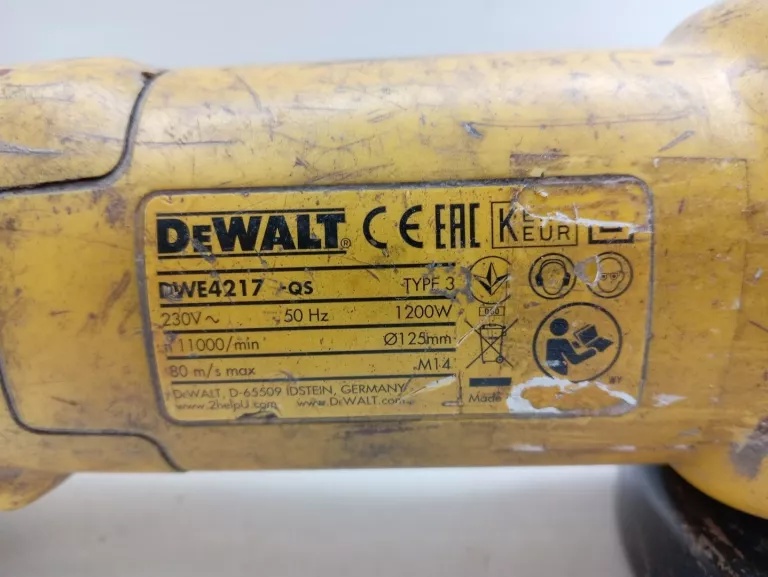 DEWALT® CE EAC KEMA KEUR
DWE4217 -QS TYPE 3
230V ~ 50 Hz 1200W
n 11000/min Ø125mm
80 m/s max M14
DEWALT, D-65509 IDSTEIN, GERMANY
www.2helpU.com www.DEWALT.com
Made